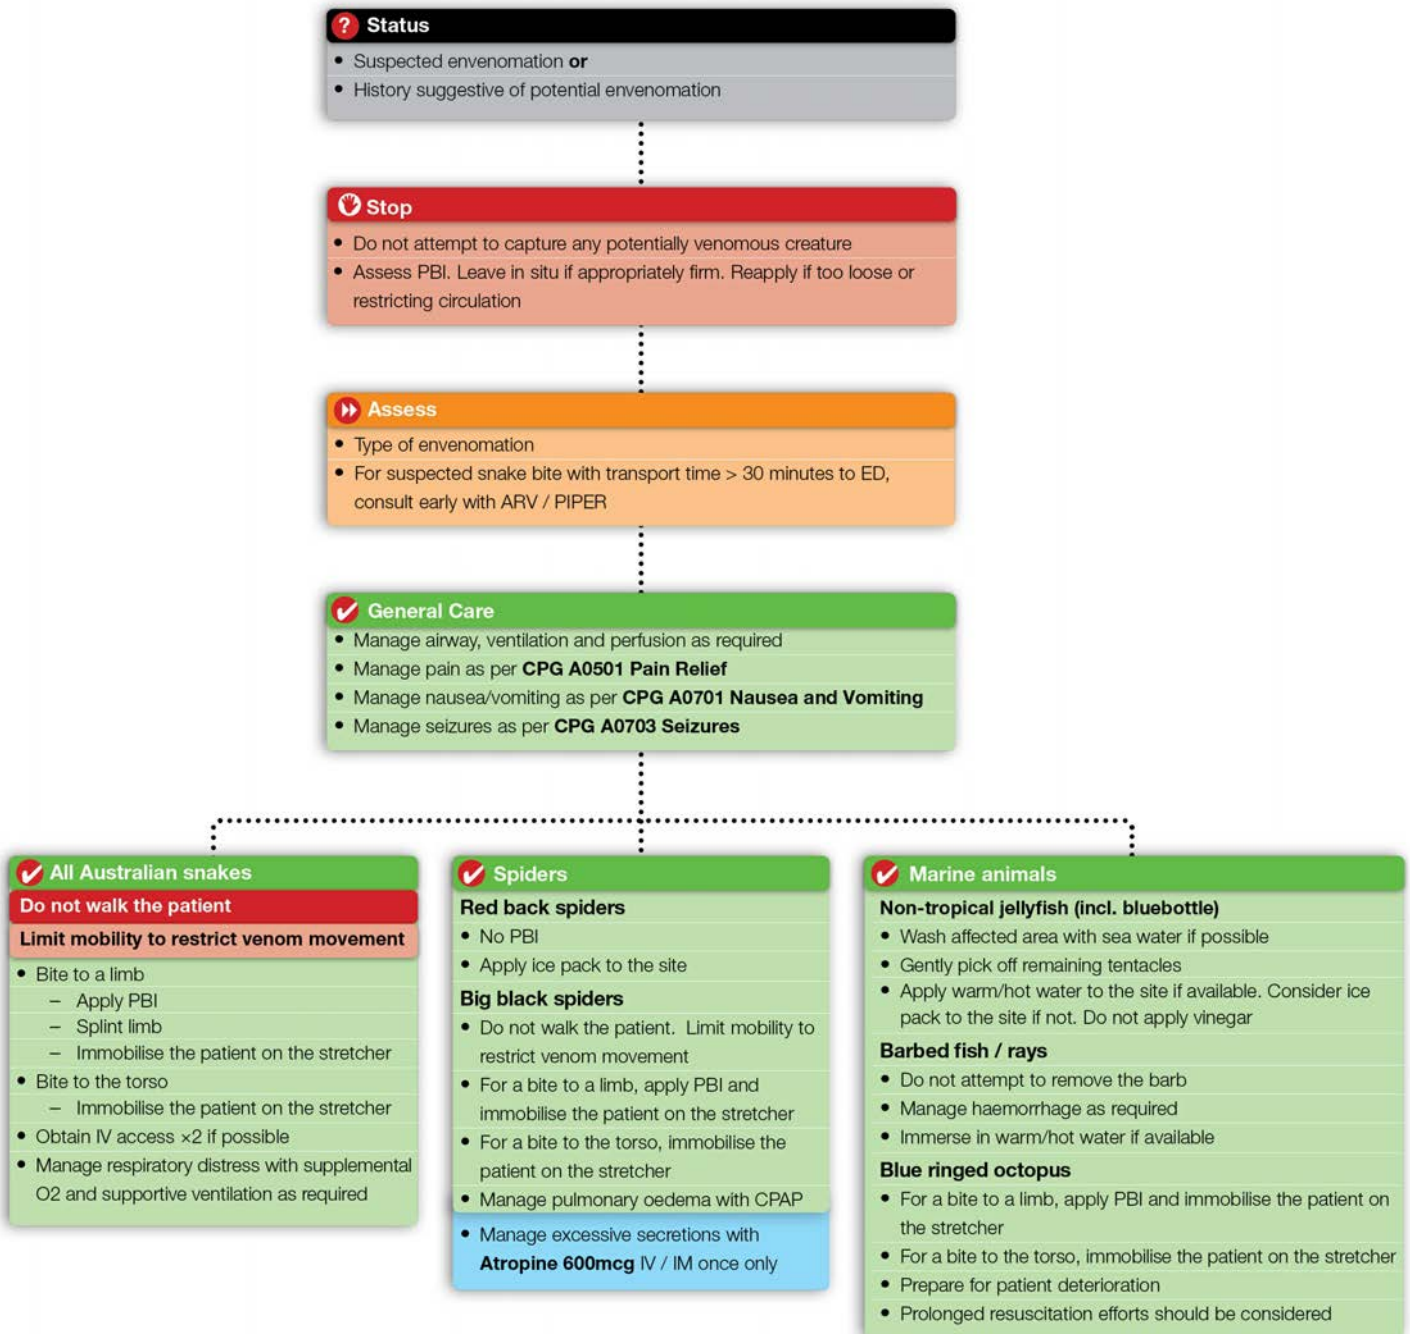 ? Status
• Suspected envenomation or
• History suggestive of potential envenomation
Stop
• Do not attempt to capture any potentially venomous creature
• Assess PBI. Leave in situ if appropriately firm. Reapply if too loose or
restricting circulation
Assess
• Type of envenomation
• For suspected snake bite with transport time > 30 minutes to ED,
consult early with ARV / PIPER
General Care
• Manage airway, ventilation and perfusion as required
• Manage pain as per CPG A0501 Pain Relief
• Manage nausea/vomiting as per CPG A0701 Nausea and Vomiting
• Manage seizures as per CPG A0703 Seizures
All Australian snakes
Do not walk the patient
Limit mobility to restrict venom movement
• Bite to a limb
– Apply PBI
– Splint limb
– Immobilise the patient on the stretcher
• Bite to the torso
– Immobilise the patient on the stretcher
• Obtain IV access ×2 if possible
• Manage respiratory distress with supplemental
O2 and supportive ventilation as required
Spiders
Red back spiders
• No PBI
• Apply ice pack to the site
Big black spiders
• Do not walk the patient. Limit mobility to
restrict venom movement
• For a bite to a limb, apply PBI and
immobilise the patient on the stretcher
• For a bite to the torso, immobilise the
patient on the stretcher
• Manage pulmonary oedema with CPAP
• Manage excessive secretions with
Atropine 600mcg IV / IM once only
Marine animals
Non-tropical jellyfish (incl. bluebottle)
• Wash affected area with sea water if possible
• Gently pick off remaining tentacles
• Apply warm/hot water to the site if available. Consider ice
pack to the site if not. Do not apply vinegar
Barbed fish / rays
• Do not attempt to remove the barb
• Manage haemorrhage as required
• Immerse in warm/hot water if available
Blue ringed octopus
• For a bite to a limb, apply PBI and immobilise the patient on
the stretcher
• For a bite to the torso, immobilise the patient on the stretcher
• Prepare for patient deterioration
• Prolonged resuscitation efforts should be considered